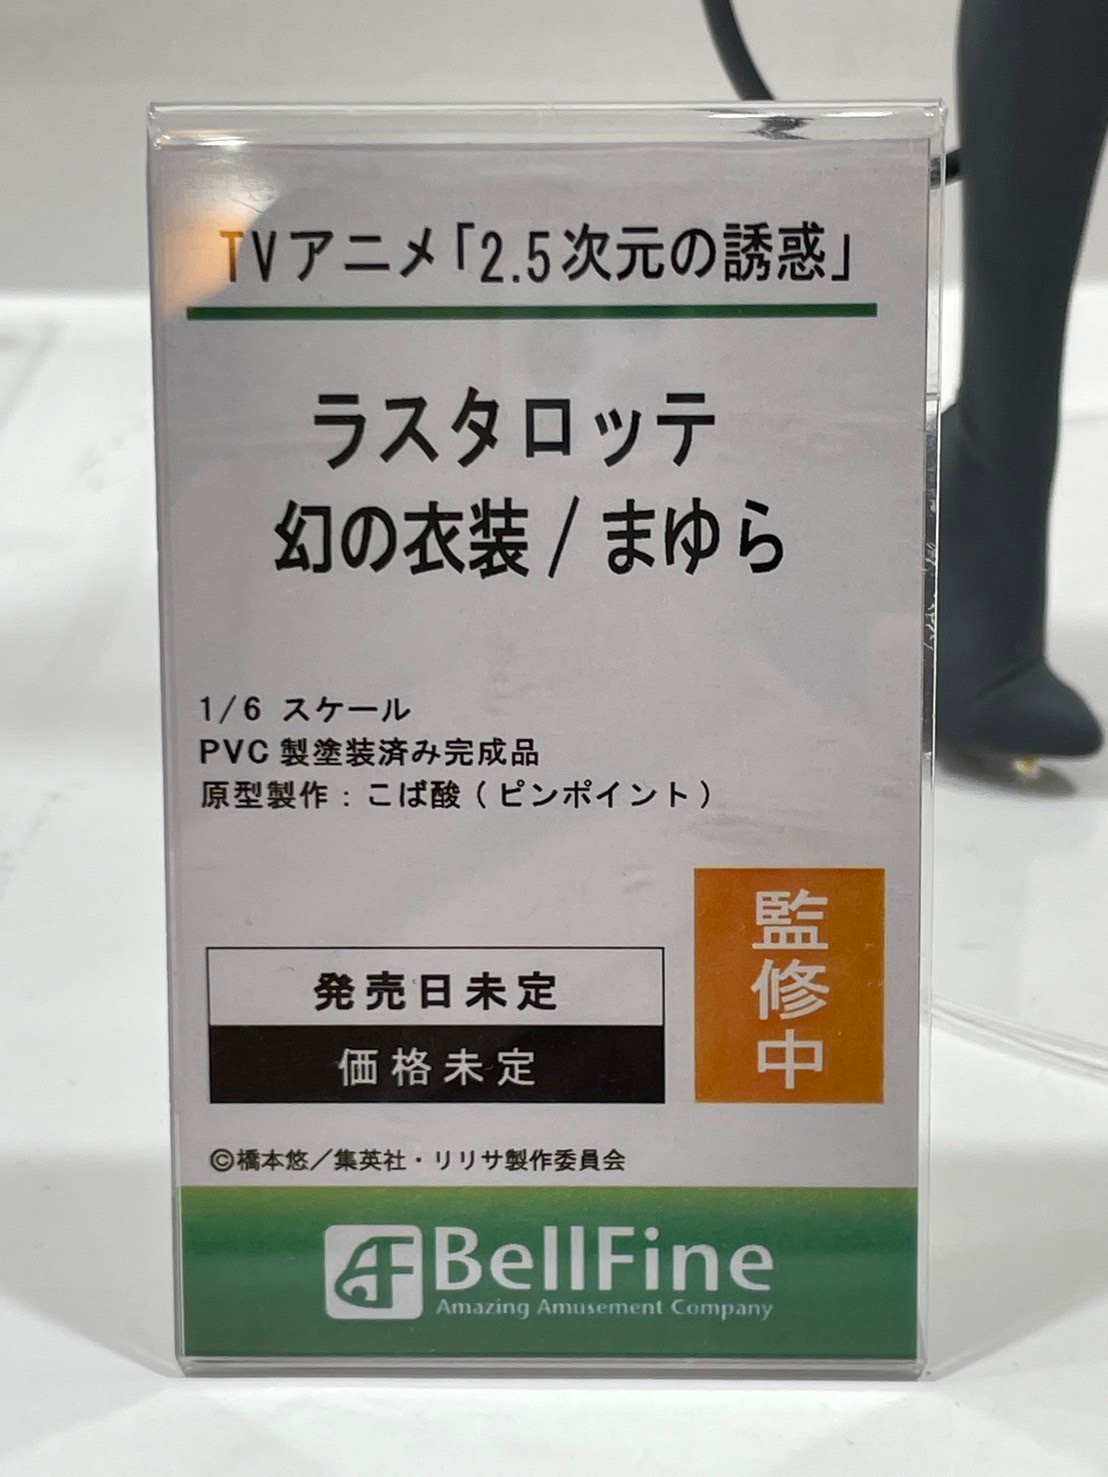 TVアニメ「2.5次元の誘惑」
ラスタロッテ
幻の衣装/まゆら
1/6 スケール
PVC製塗装済み完成品
原型製作：こば酸(ピンポイント)
発売日未定
価格未定
監修中
©橋本悠／集英社・リリサ製作委員会
BellFine
Amazing Amusement Company